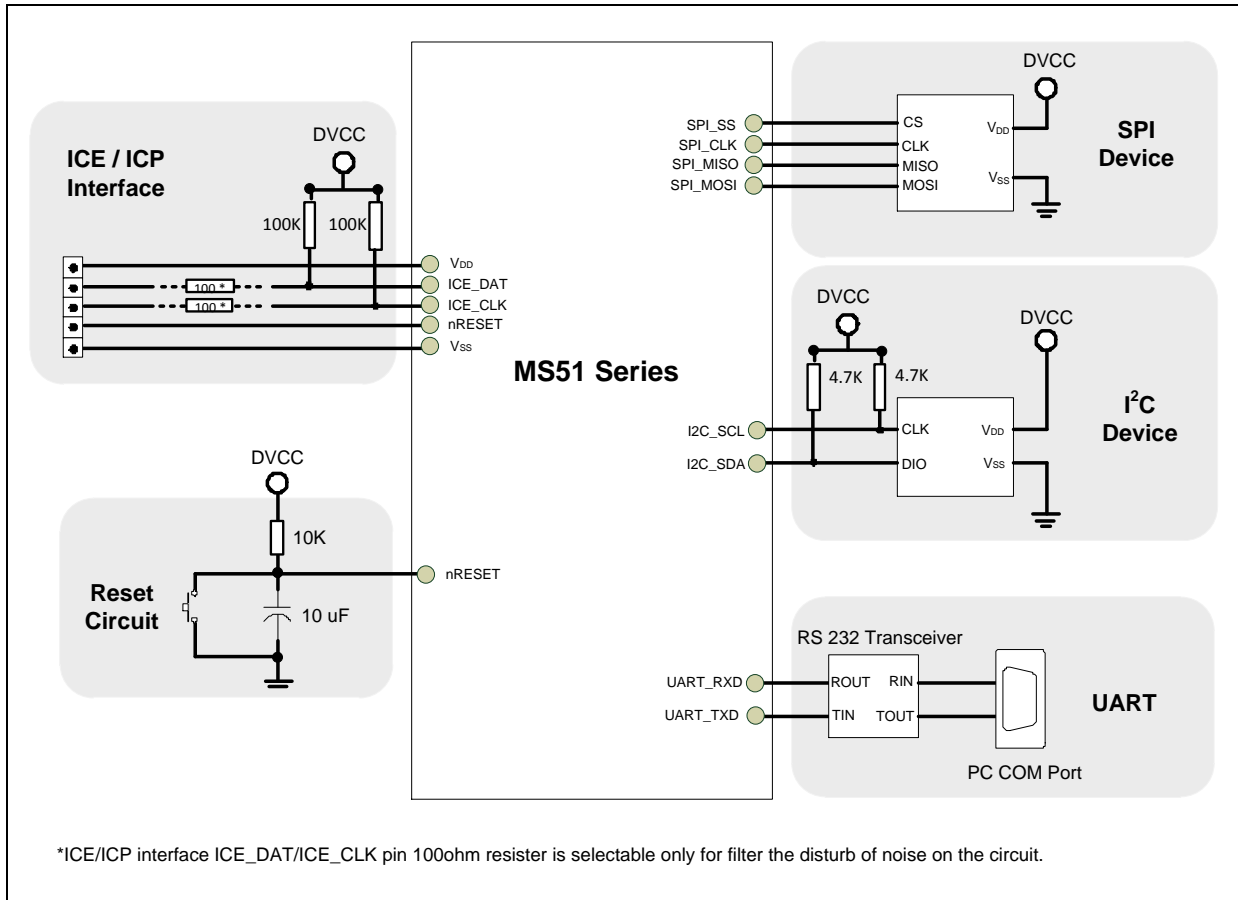 ICE / ICP
Interface
DVCC
100K
100K
100 *
100 *
VDD
ICE_DAT
ICE_CLK
nRESET
VSS
DVCC
10K
10 uF
Reset
Circuit
nRESET
MS51 Series
SPI_SS
SPI_CLK
SPI_MISO
SPI_MOSI
CS
CLK
MISO
MOSI
VDD
VSS
DVCC
SPI
Device
I2C_SCL
I2C_SDA
DVCC
4.7K
4.7K
CLK
DIO
VDD
VSS
DVCC
I²C
Device
RS 232 Transceiver
UART_RXD
UART_TXD
ROUT
RIN
TIN
TOUT
UART
PC COM Port
*ICE/ICP interface ICE_DAT/ICE_CLK pin 100ohm resister is selectable only for filter the disturb of noise on the circuit.